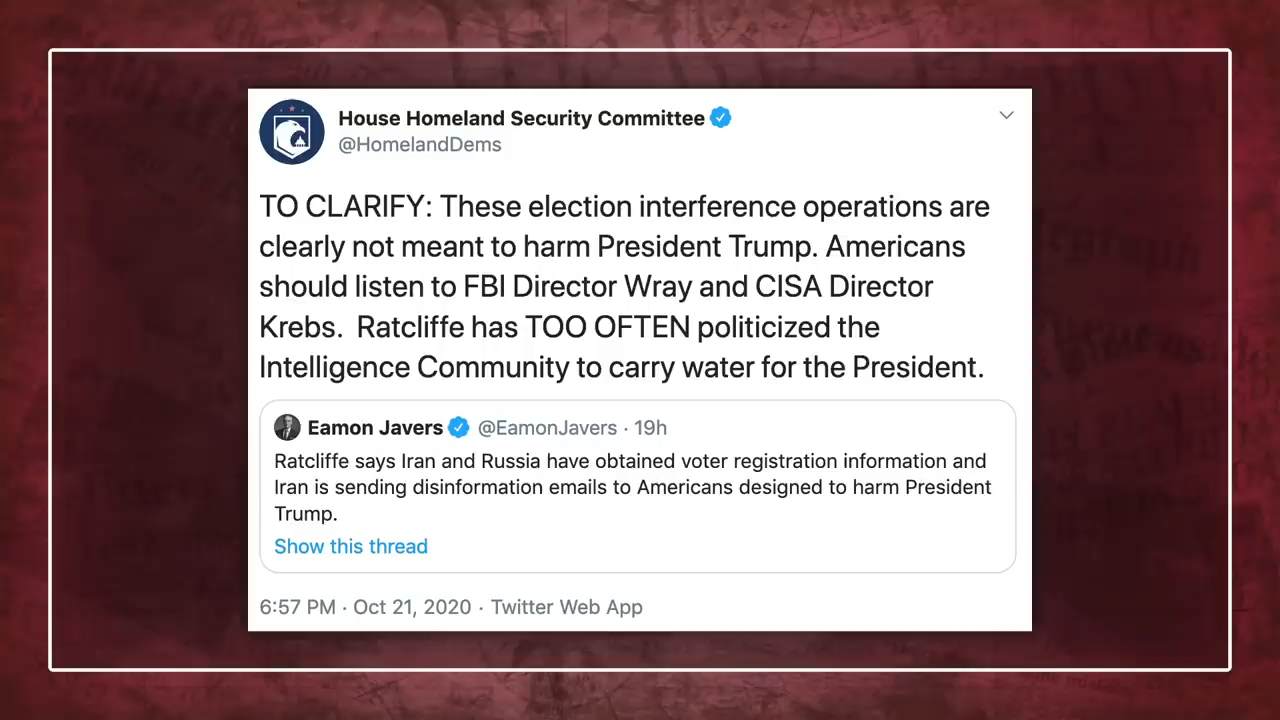 House Homeland Security Committee
@HomelandDems
TO CLARIFY: These election interference operations are
clearly not meant to harm President Trump. Americans
should listen to FBI Director Wray and CISA Director
Krebs.  Ratcliffe has TOO OFTEN politicized the
Intelligence Community to carry water for the President.
Eamon Javers @EamonJavers · 19h
Ratcliffe says Iran and Russia have obtained voter registration information and
Iran is sending disinformation emails to Americans designed to harm President
Trump.
Show this thread
6:57 PM · Oct 21, 2020 · Twitter Web App